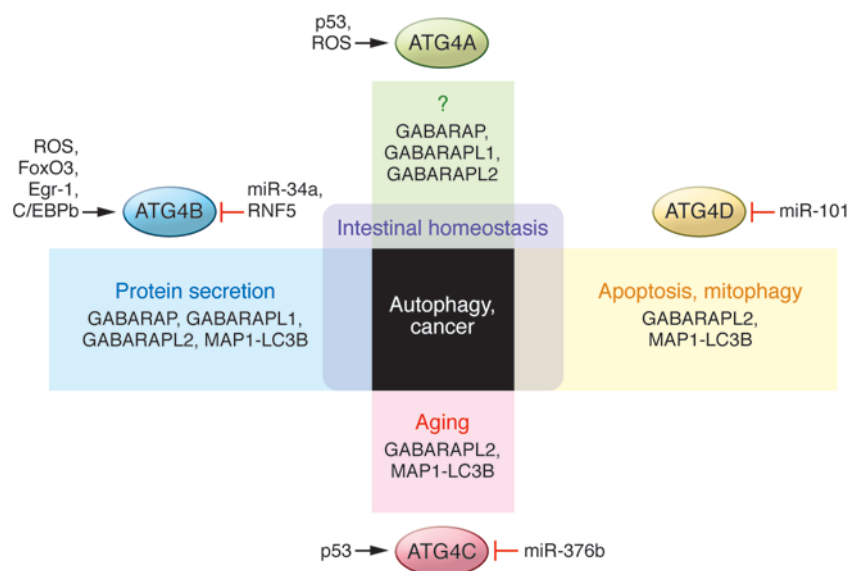 p53,
ROS
ATG4A
?
GABARAP,
GABARAPL1,
GABARAPL2
ROS,
FoxO3,
Egr-1,
C/EBPb
ATG4B
miR-34a,
RNF5
ATG4D
miR-101
Intestinal homeostasis
Protein secretion
GABARAP, GABARAPL1,
GABARAPL2, MAP1-LC3B
Autophagy,
cancer
Apoptosis, mitophagy
GABARAPL2,
MAP1-LC3B
Aging
GABARAPL2,
MAP1-LC3B
p53
ATG4C
miR-376b